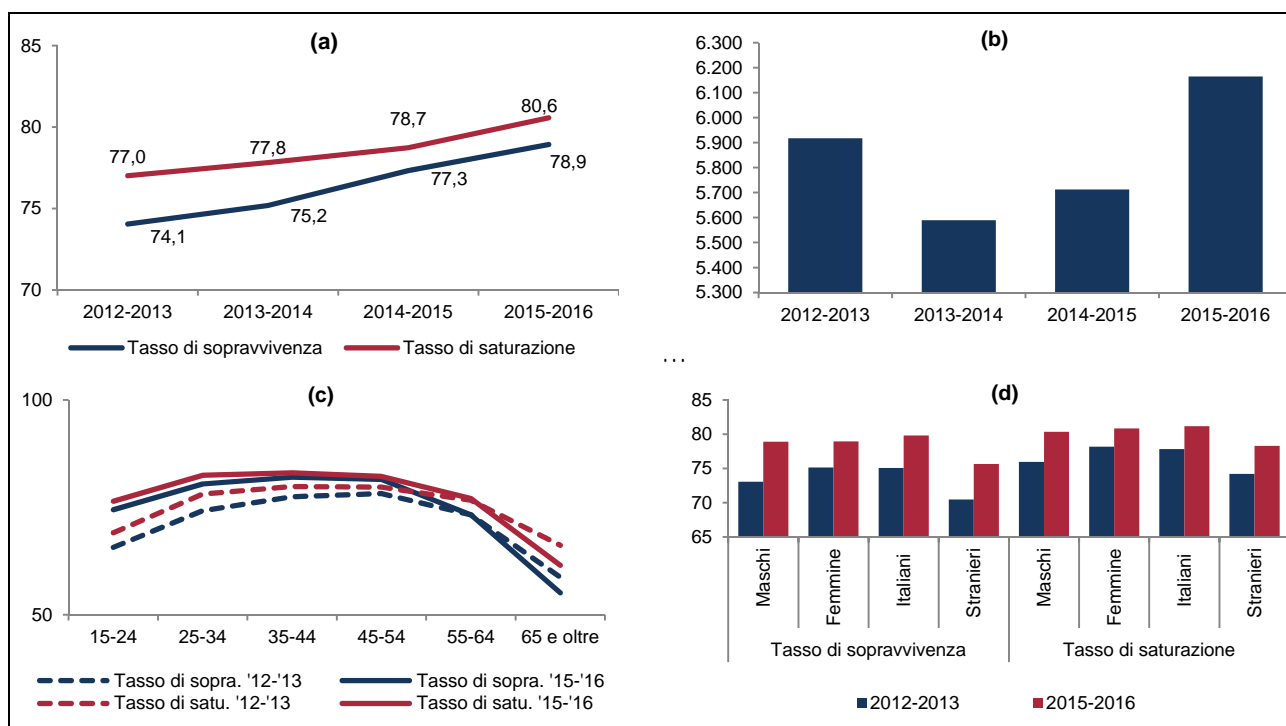 (a)
85
80
75
70
77,0
77,8
78,7
80,6
74,1
75,2
77,3
78,9
2012-2013 2013-2014 2014-2015 2015-2016
Tasso di sopravvivenza Tasso di saturazione
(b)
6.300
6.200
6.100
6.000
5.900
5.800
5.700
5.600
5.500
5.400
5.300
2012-2013 2013-2014 2014-2015 2015-2016
...
(c)
100
50
15-24 25-34 35-44 45-54 55-64 65 e oltre
Tasso di sopra. '12-'13 Tasso di sopra. '15-'16
Tasso di satu. '12-'13 Tasso di satu. '15-'16
(d)
85
80
75
70
65
Maschi Femmine Italiani Stranieri Maschi Femmine Italiani Stranieri
Tasso di sopravvivenza Tasso di saturazione
2012-2013 2015-2016